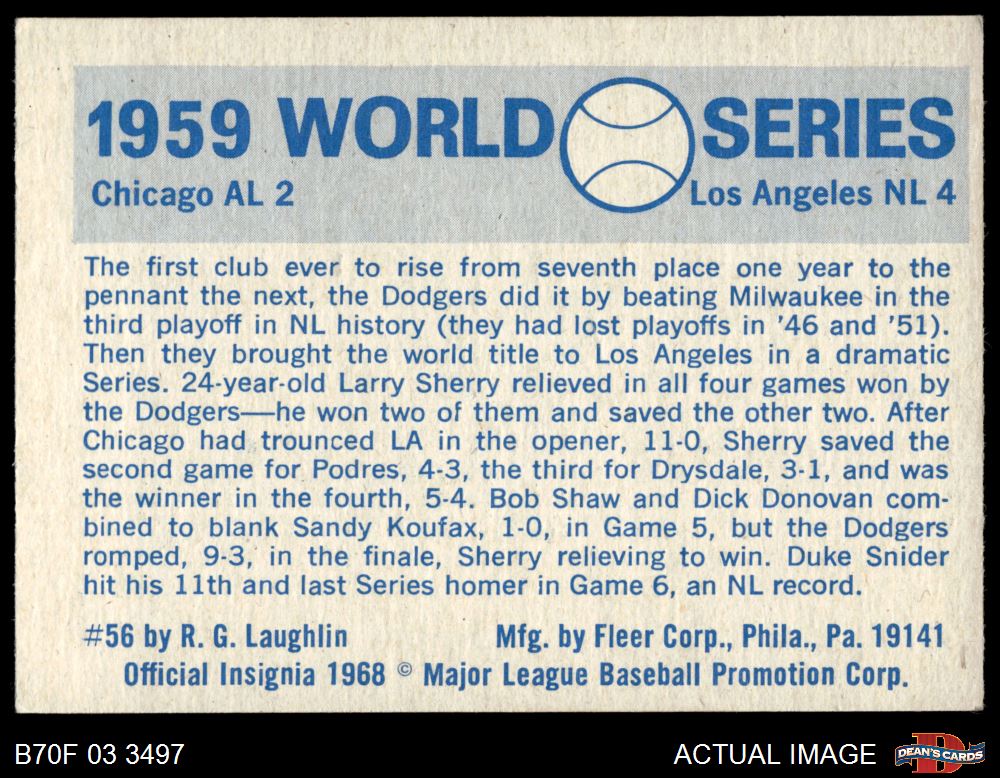 1959 WORLD SERIES
Chicago AL 2 Los Angeles NL 4
The first club ever to rise from seventh place one year to the
pennant the next, the Dodgers did it by beating Milwaukee in the
third playoff in NL history (they had lost playoffs in '46 and '51).
Then they brought the world title to Los Angeles in a dramatic
Series. 24-year-old Larry Sherry relieved in all four games won by
the Dodgers—he won two of them and saved the other two. After
Chicago had trounced LA in the opener, 11-0, Sherry saved the
second game for Podres, 4-3, the third for Drysdale, 3-1, and was
the winner in the fourth, 5-4. Bob Shaw and Dick Donovan com-
bined to blank Sandy Koufax, 1-0, in Game 5, but the Dodgers
romped, 9-3, in the finale, Sherry relieving to win. Duke Snider
hit his 11th and last Series homer in Game 6, an NL record.
#56 by R. G. Laughlin Mfg. by Fleer Corp., Phila., Pa. 19141
Official Insignia 1968 © Major League Baseball Promotion Corp.
B70F 03 3497 ACTUAL IMAGE DEAN'S CARDS